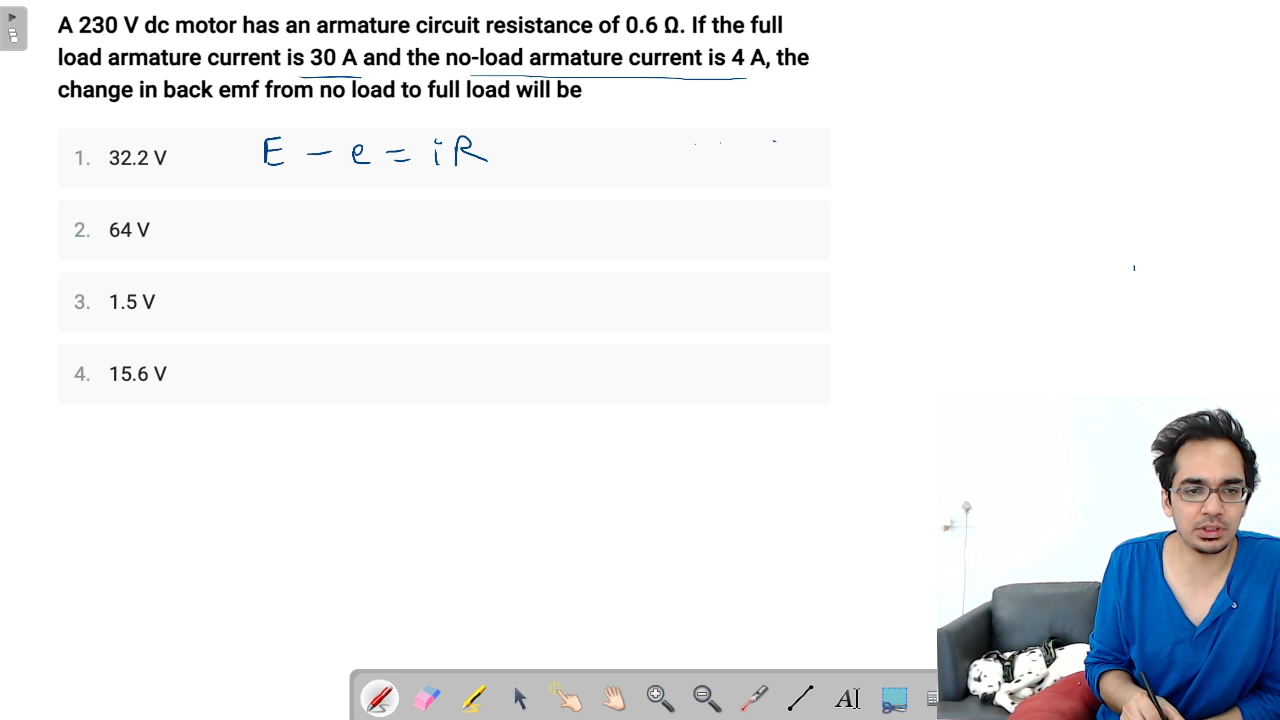 A 230 V dc motor has an armature circuit resistance of 0.6 Ω. If the full
load armature current is 30 A and the no-load armature current is 4 A, the
change in back emf from no load to full load will be
1. 32.2 V
E - e = iR
2. 64 V
3. 1.5 V
4. 15.6 V
AI